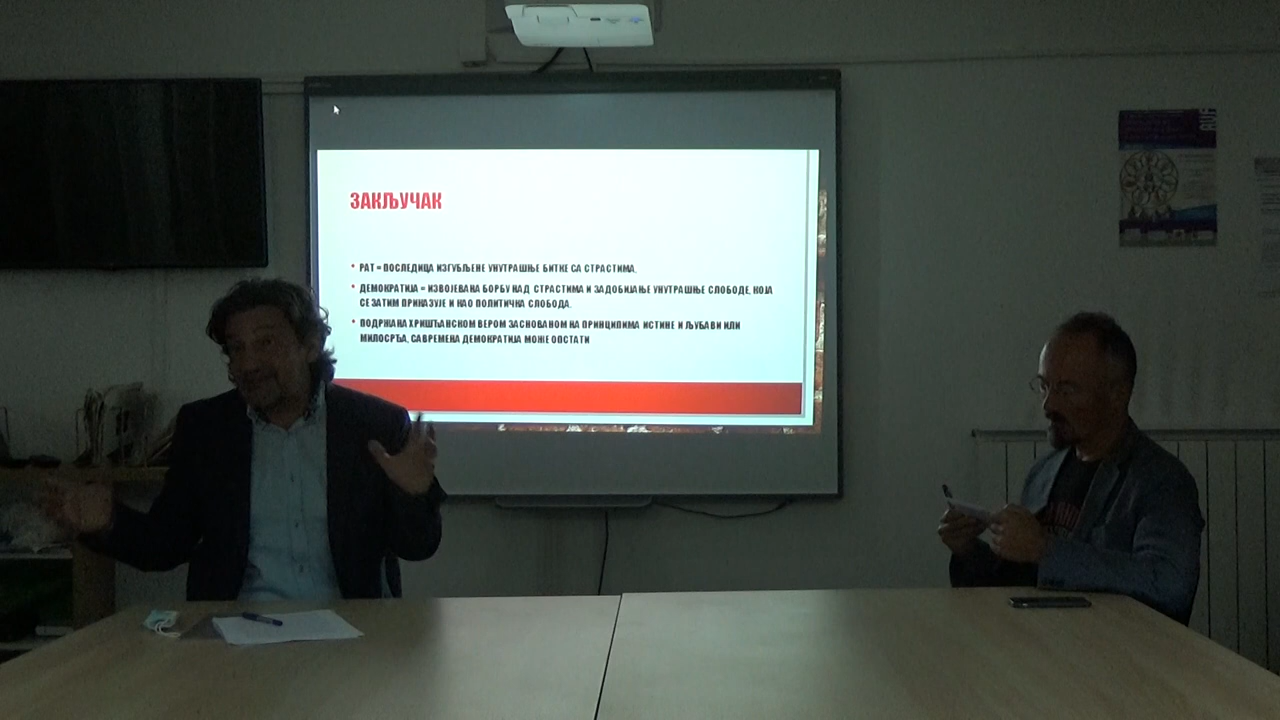 ЗАКЉУЧАК
• РАТ = ПОСЛЕДИЦА ИЗГУБЉЕНЕ УНУТРАШЊЕ БИТКЕ СА СТРАСТИМА.
• ДЕМОКРАТИЈА = ИЗВОЈЕВАНА БОРБУ НАД СТРАСТИМА И ЗАДОБИЈАЊЕ УНУТРАШЊЕ СЛОБОДЕ, КОЈА
СЕ ЗАТИМ ПРИКАЗУЈЕ И КАО ПОЛИТИЧКА СЛОБОДА.
• ПОДРЖАНА ХРИШЋАНСКОМ ВЕРОМ ЗАСНОВАНОМ НА ПРИНЦИПИМА ИСТИНЕ И ЉУБАВИ ИЛИ
МИЛОСРЂА, САВРЕМЕНА ДЕМОКРАТИЈА МОЖЕ ОПСТАТИ